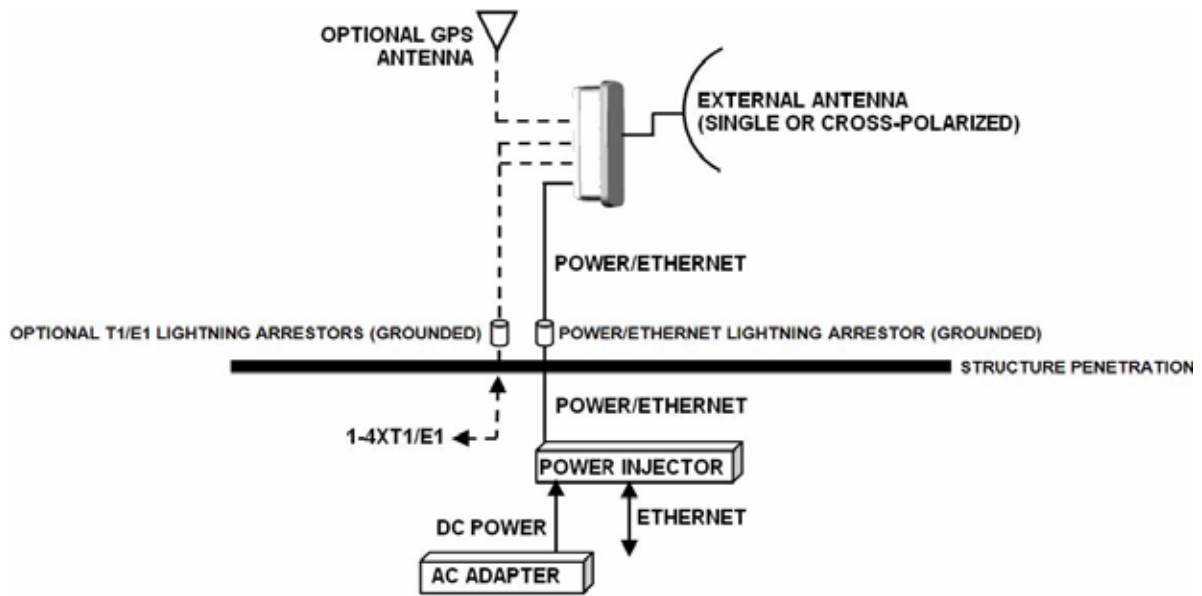 OPTIONAL GPS
ANTENNA
EXTERNAL ANTENNA
(SINGLE OR CROSS-POLARIZED)
POWER/ETHERNET
OPTIONAL T1/E1 LIGHTNING ARRESTORS (GROUNDED)
POWER/ETHERNET LIGHTNING ARRESTOR (GROUNDED)
STRUCTURE PENETRATION
POWER/ETHERNET
1-4XT1/E1
POWER INJECTOR
DC POWER
ETHERNET
AC ADAPTER